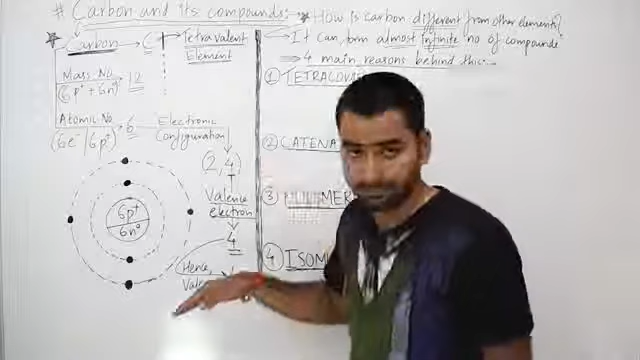 # Carbon and its compounds:
* How is carbon different from other elements?
Carbon → C → Tetravalent Element
→ It can form almost infinite no of compounds
→ 4 main reasons behind this...
Mass No. → 12
(6p⁺ + 6n⁰)
① TETRACOVA
Atomic No. → 6
(6e⁻ / 6p⁺)
Electronic Configuration
② CATENA
(2,4)
Valence electron
③ MER
6p⁺
6n⁰
4
④ ISOM
Hence,